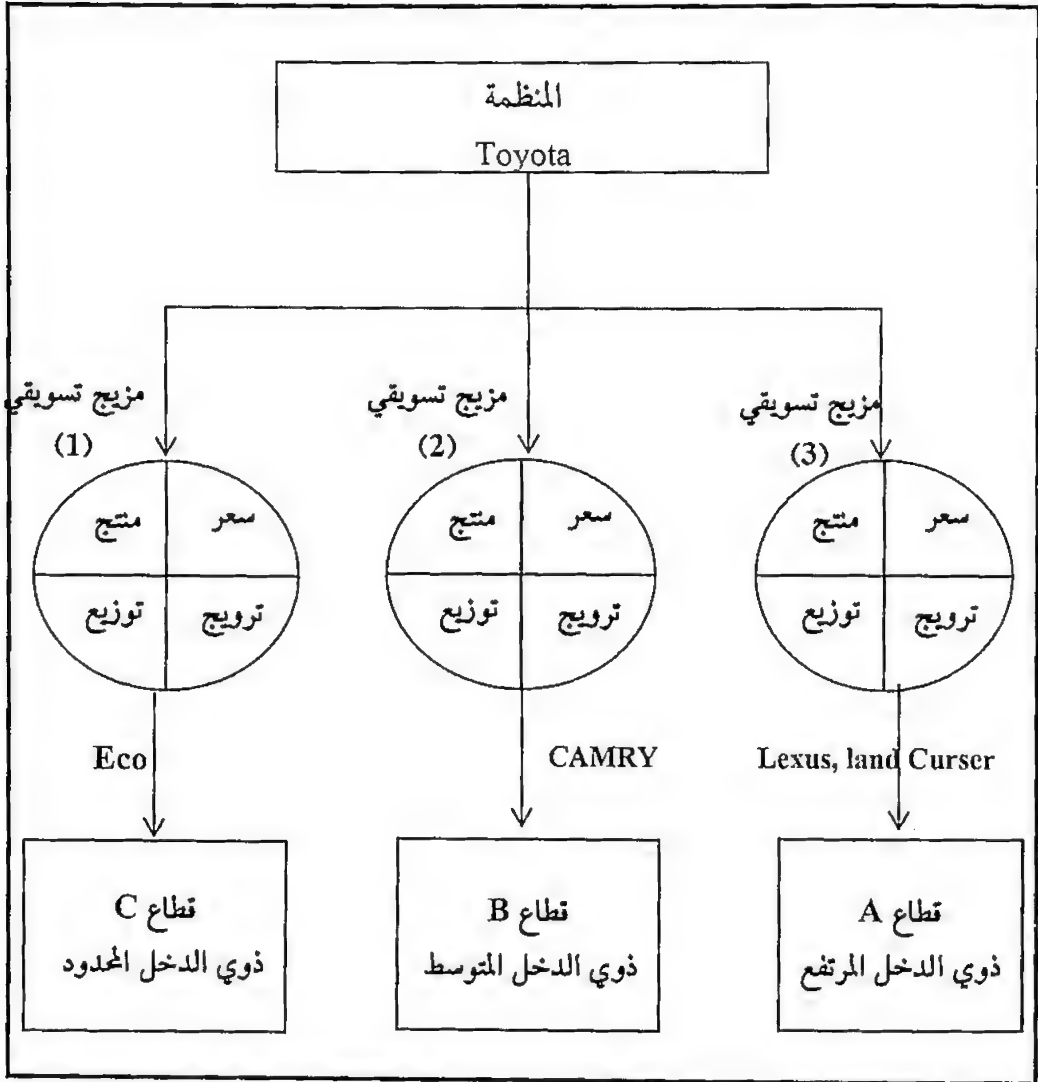 المنظمة
Toyota
مزيج تسويقي
(3)
مزيج تسويقي
(2)
مزيج تسويقي
(1)
سعر
منتج
ترويج
توزيع
سعر
منتج
ترويج
توزيع
سعر
منتج
ترويج
توزيع
Lexus, land Curser
CAMRY
Eco
قطاع A
ذوي الدخل المرتفع
قطاع B
ذوي الدخل المتوسط
قطاع C
ذوي الدخل المحدود